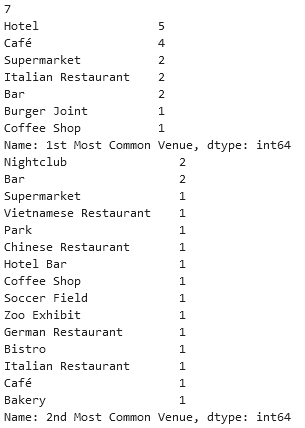 7
Hotel 5
Café 4
Supermarket 2
Italian Restaurant 2
Bar 2
Burger Joint 1
Coffee Shop 1
Name: 1st Most Common Venue, dtype: int64
Nightclub 2
Bar 2
Supermarket 1
Vietnamese Restaurant 1
Park 1
Chinese Restaurant 1
Hotel Bar 1
Coffee Shop 1
Soccer Field 1
Zoo Exhibit 1
German Restaurant 1
Bistro 1
Italian Restaurant 1
Café 1
Bakery 1
Name: 2nd Most Common Venue, dtype: int64